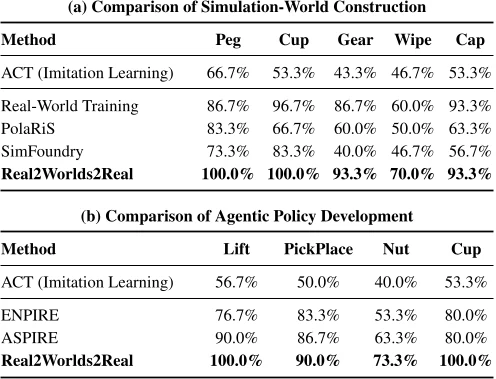 (a) Comparison of Simulation-World Construction
Method Peg Cup Gear Wipe Cap
ACT (Imitation Learning) 66.7% 53.3% 43.3% 46.7% 53.3%
Real-World Training 86.7% 96.7% 86.7% 60.0% 93.3%
PolaRiS 83.3% 66.7% 60.0% 50.0% 63.3%
SimFoundry 73.3% 83.3% 40.0% 46.7% 56.7%
Real2Worlds2Real 100.0% 100.0% 93.3% 70.0% 93.3%
(b) Comparison of Agentic Policy Development
Method Lift PickPlace Nut Cup
ACT (Imitation Learning) 56.7% 50.0% 40.0% 53.3%
ENPIRE 76.7% 83.3% 53.3% 80.0%
ASPIRE 90.0% 86.7% 63.3% 80.0%
Real2Worlds2Real 100.0% 90.0% 73.3% 100.0%